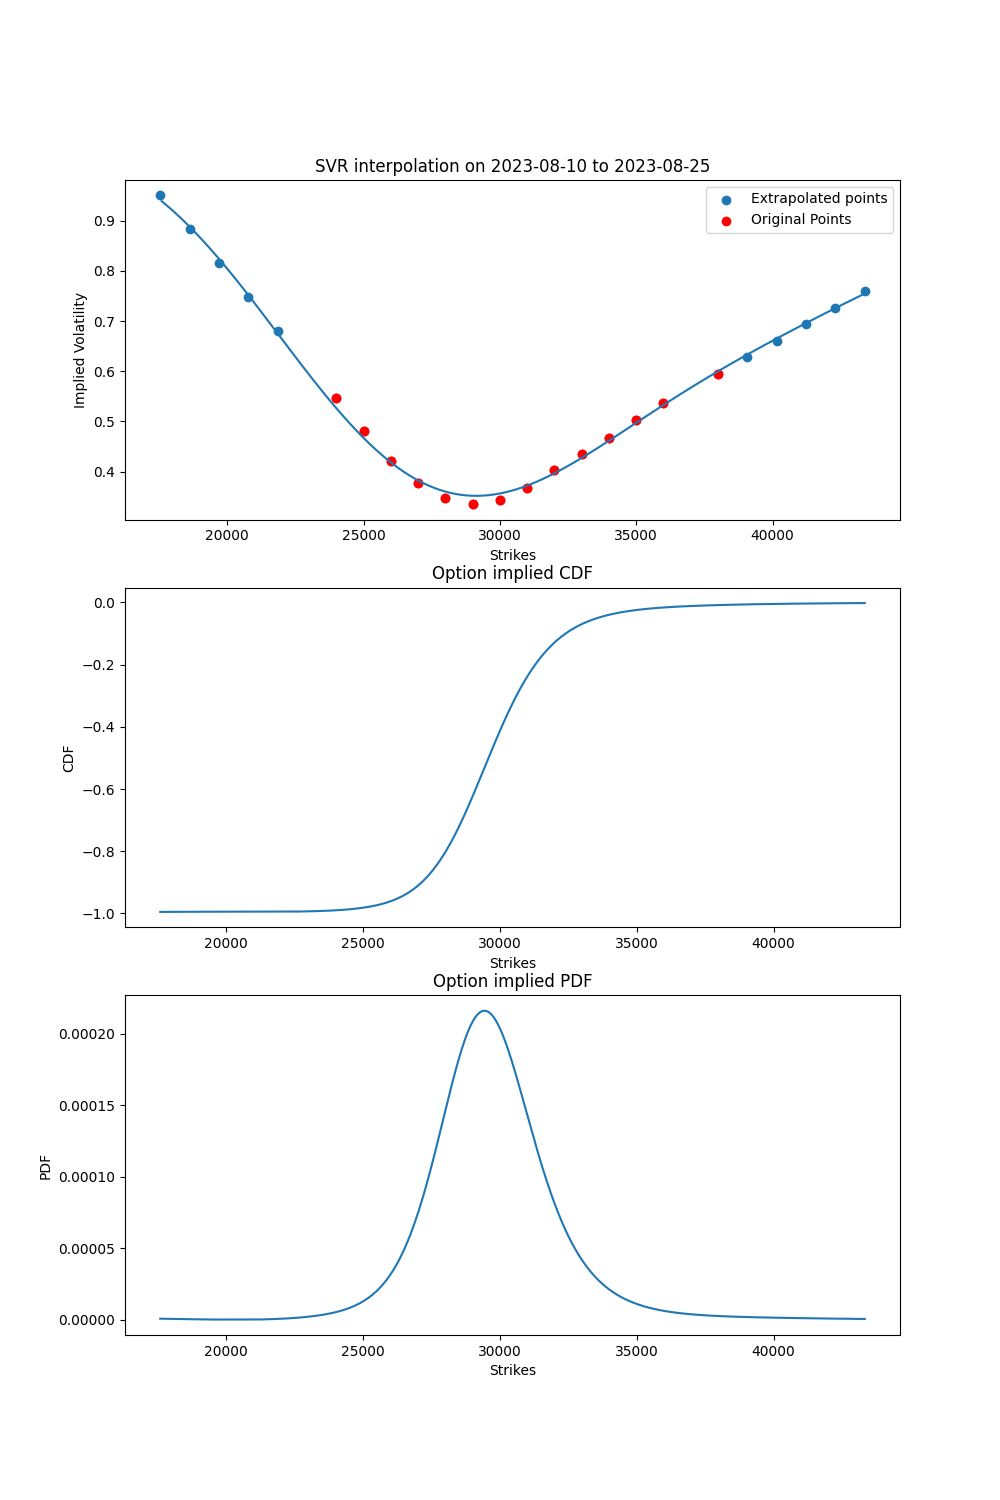 SVR interpolation on 2023-08-10 to 2023-08-25
Extrapolated points
Original Points
0.9
0.8
0.7
0.6
0.5
0.4
Implied Volatility
20000 25000 30000 35000 40000
Strikes
Option implied CDF
0.0
−0.2
−0.4
−0.6
−0.8
−1.0
CDF
20000 25000 30000 35000 40000
Strikes
Option implied PDF
0.00020
0.00015
0.00010
0.00005
0.00000
PDF
20000 25000 30000 35000 40000
Strikes